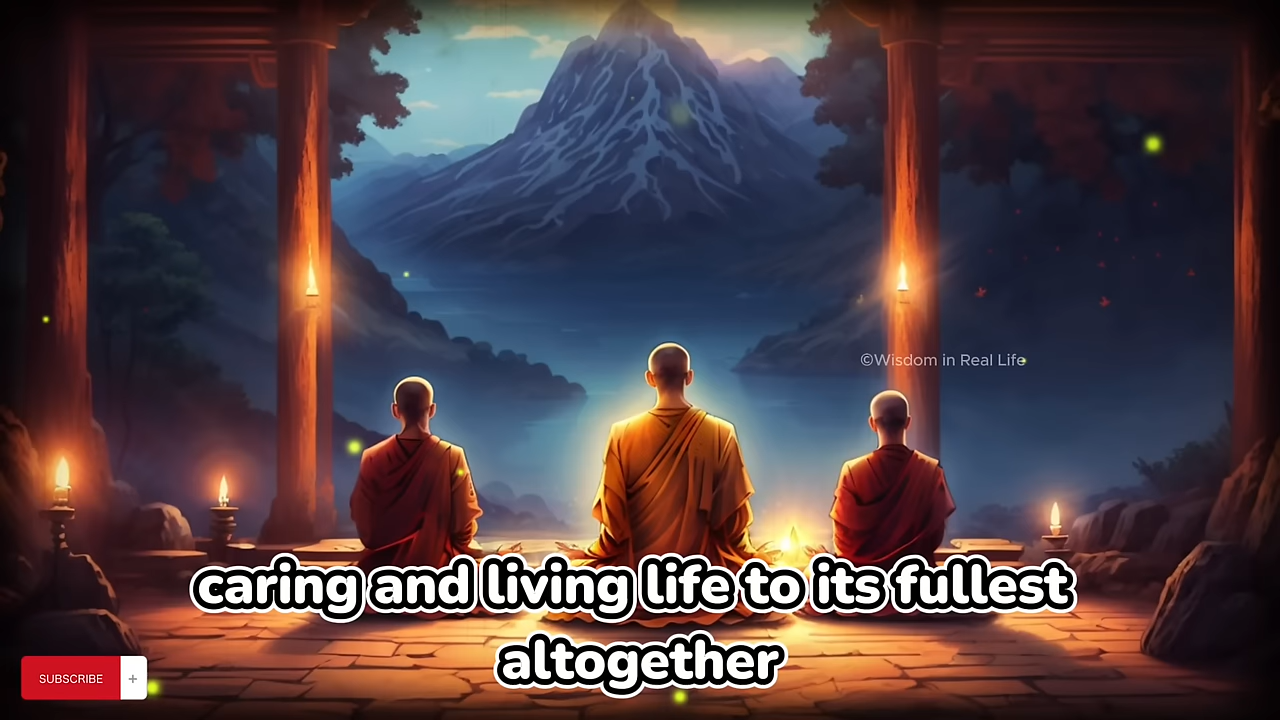 ©Wisdom in Real Life
caring and living life to its fullest
altogether
SUBSCRIBE +